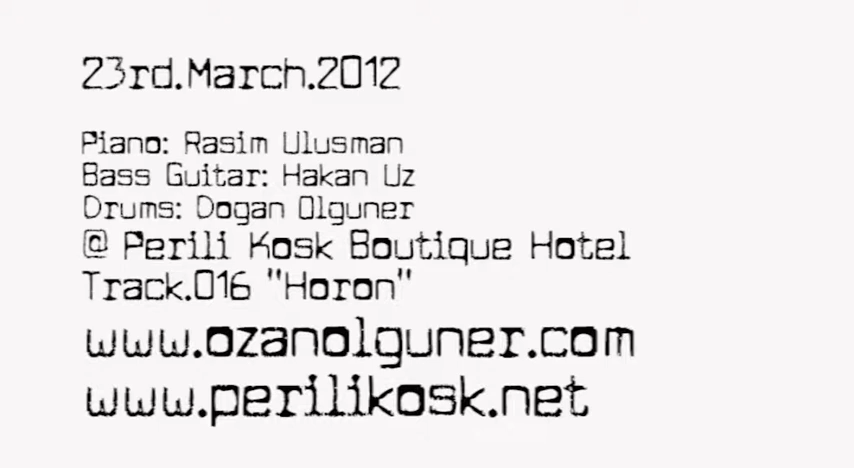 23rd.March.2012
Piano: Rasim Ulusman
Bass Guitar: Hakan Uz
Drums: Dogan Olguner
@ Perili Kosk Boutique Hotel
Track.016 "Horon"
www.ozanolguner.com
www.perilikosk.net